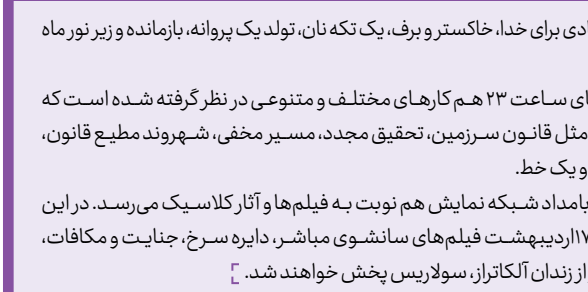 ادی برای خدا، خاکستر و برف، یک تکه نان، تولد یک پروانه، بازمانده و زیر نور ماه
ای ساعت ۲۳ هم کارهای مختلف و متنوعی در نظر گرفته شده است که
مثل قانون سرزمین، تحقیق مجدد، مسیر مخفی، شهروند مطیع قانون،
و یک خط.
بامداد شبکه نمایش هم نوبت به فیلم‌ها و آثار کلاسیک می‌رسد. در این
۱۷اردیبهشت فیلم‌های سانشوی مباشر، دایره سرخ، جنایت و مکافات،
از زندان آلکاتراز، سولاریس پخش خواهند شد.